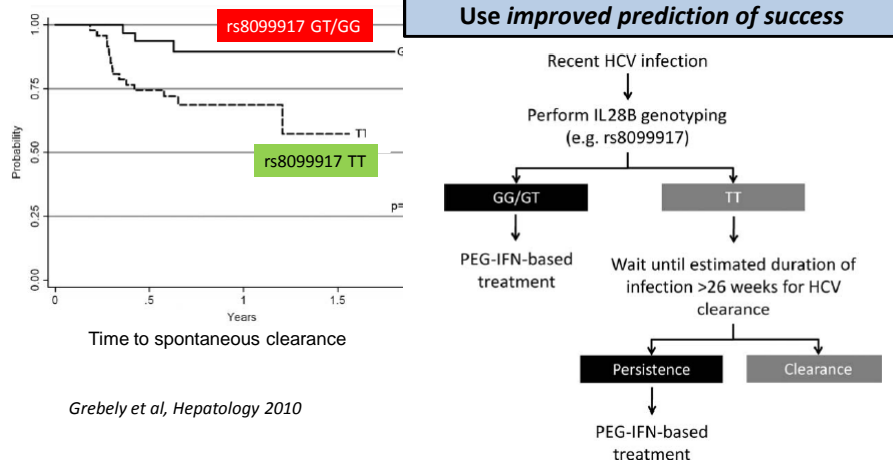 rs8099917 GT/GG
rs8099917 TT
1.00
0.75
0.50
0.25
0.00
Probability
G
T1
p=
0
.5
1
1.5
Years
Time to spontaneous clearance
Grebely et al, Hepatology 2010
Use improved prediction of success
Recent HCV infection
Perform IL28B genotyping
(e.g. rs8099917)
GG/GT
TT
PEG-IFN-based
treatment
Wait until estimated duration of
infection >26 weeks for HCV
clearance
Persistence
Clearance
PEG-IFN-based
treatment